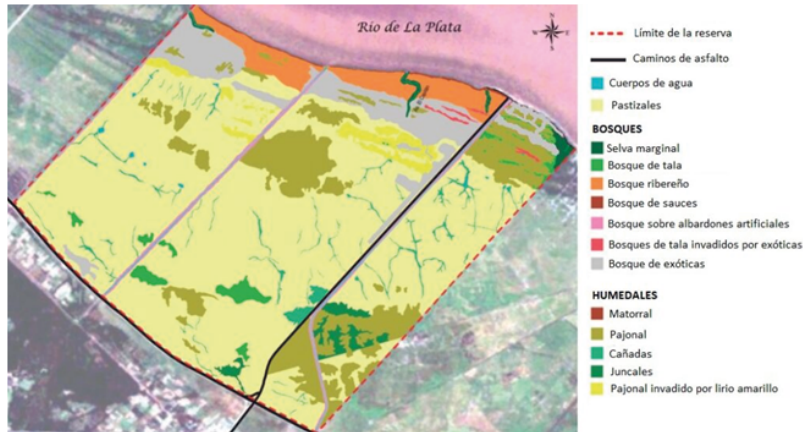 Rio de La Plata
N
W
S
Límite de la reserva
Caminos de asfalto
Cuerpos de agua
Pastizales
BOSQUES
Selva marginal
Bosque de tala
Bosque ribereño
Bosque de sauces
Bosque sobre albardones artificiales
Bosques de tala invadidos por exóticas
Bosque de exóticas
HUMEDALES
Matorral
Pajonal
Cañadas
Juncales
Pajonal invadido por lirio amarillo